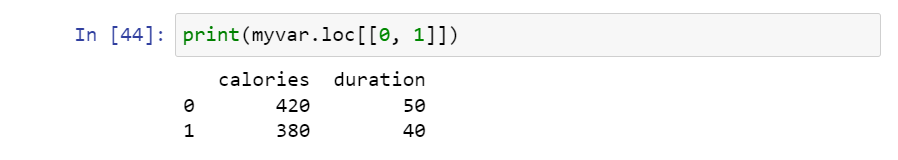 In [44]: print(myvar.loc[[0, 1]])
calories duration
0 420 50
1 380 40